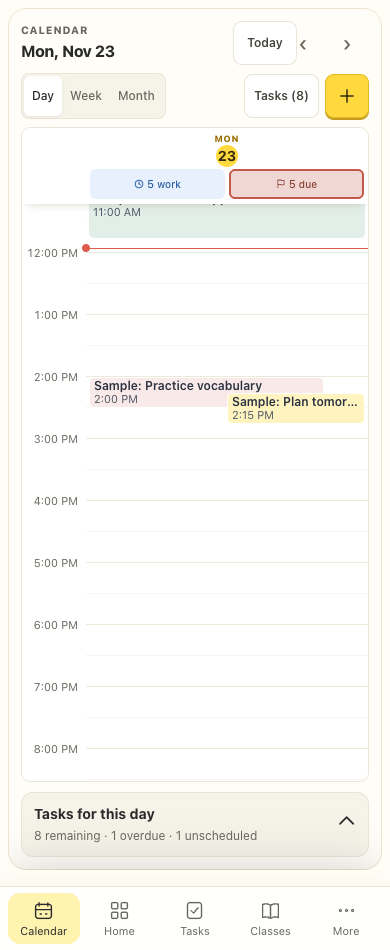 CALENDAR
Mon, Nov 23
Today
Day
Week
Month
Tasks (8)
MON
23
5 work
5 due
11:00 AM
12:00 PM
1:00 PM
2:00 PM
Sample: Practice vocabulary
2:00 PM
Sample: Plan tomor...
2:15 PM
3:00 PM
4:00 PM
5:00 PM
6:00 PM
7:00 PM
8:00 PM
Tasks for this day
8 remaining · 1 overdue · 1 unscheduled
Calendar
Home
Tasks
Classes
More